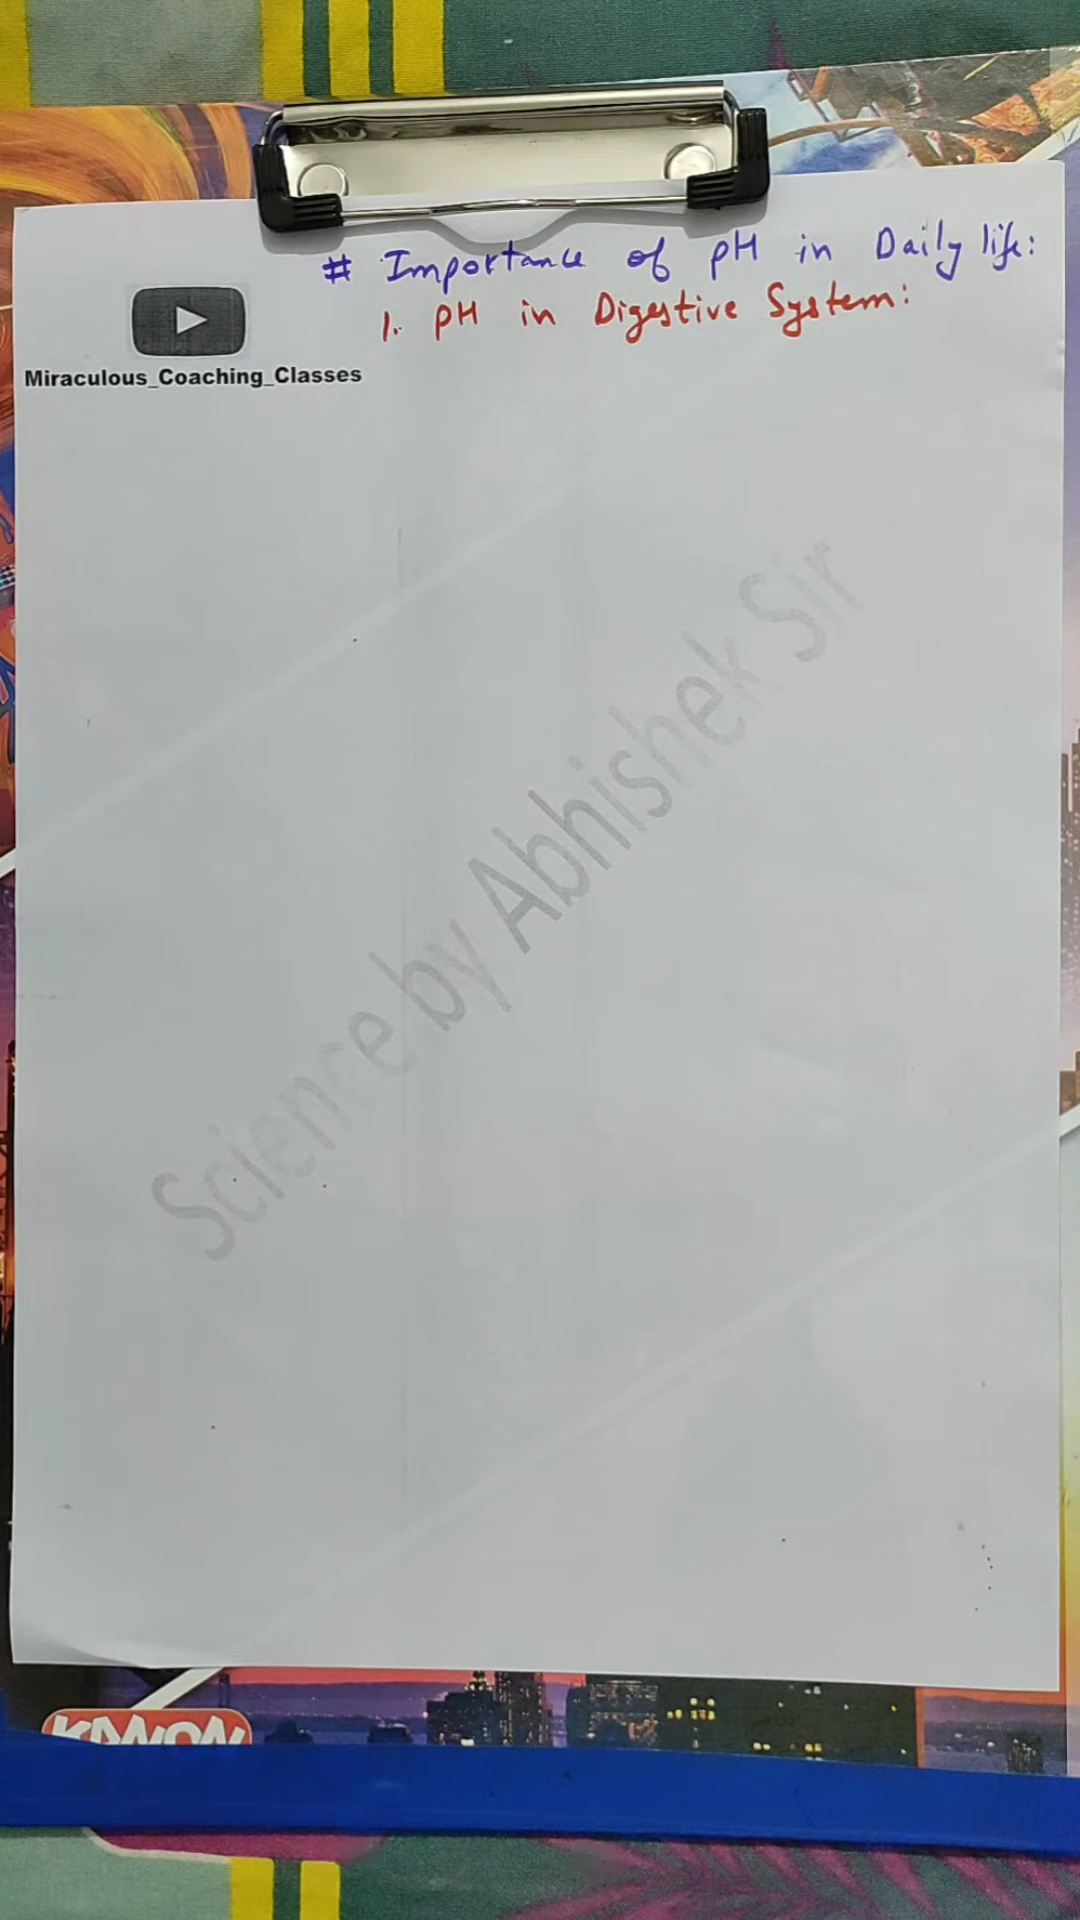 # Importance of pH in Daily life:
1. pH in Digestive System:
Miraculous_Coaching_Classes
Science by Abhishek Sir